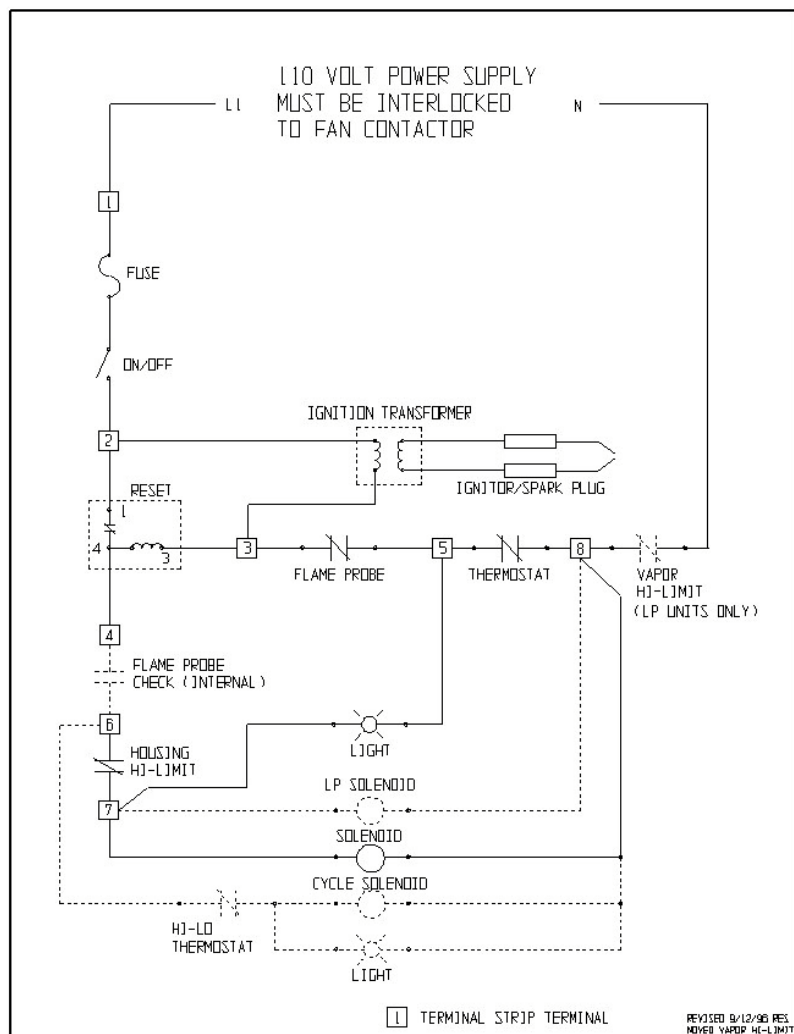 110 VOLT POWER SUPPLY
L1 MUST BE INTERLOCKED N
TO FAN CONTACTOR
1
FUSE
ON/OFF
IGNITION TRANSFORMER
2
RESET
IGNITOR/SPARK PLUG
1
4
3
3
5
8
FLAME PROBE
THERMOSTAT
VAPOR
HI-LIMIT
(LP UNITS ONLY)
4
FLAME PROBE
CHECK (INTERNAL)
6
HOUSING
HI-LIMIT
LIGHT
LP SOLENOID
7
SOLENOID
CYCLE SOLENOID
HI-LO
THERMOSTAT
LIGHT
1 TERMINAL STRIP TERMINAL
REVISED 9/12/96 RES
MOVED VAPOR HI-LIMIT